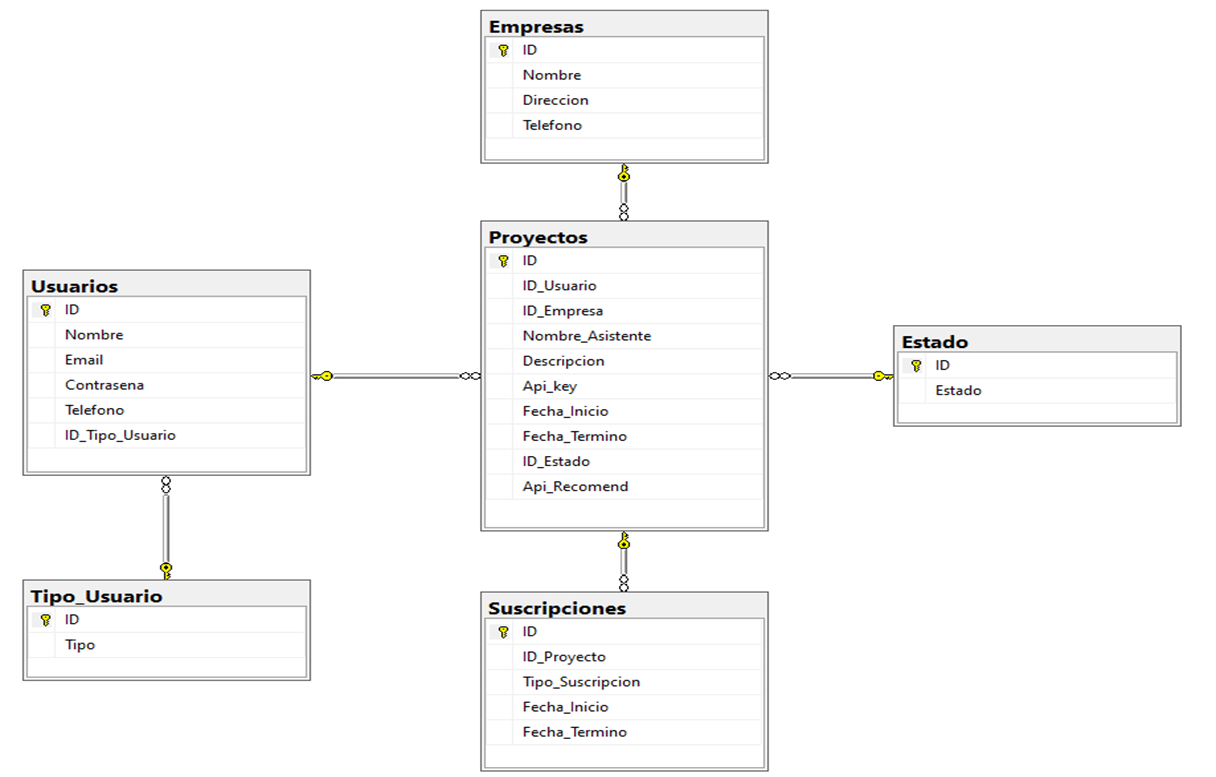 Empresas
ID
Nombre
Direccion
Telefono
Proyectos
ID
ID_Usuario
ID_Empresa
Nombre_Asistente
Descripcion
Api_key
Fecha_Inicio
Fecha_Termino
ID_Estado
Api_Recomend
Usuarios
ID
Nombre
Email
Contrasena
Telefono
ID_Tipo_Usuario
Estado
ID
Estado
Tipo_Usuario
ID
Tipo
Suscripciones
ID
ID_Proyecto
Tipo_Suscripcion
Fecha_Inicio
Fecha_Termino